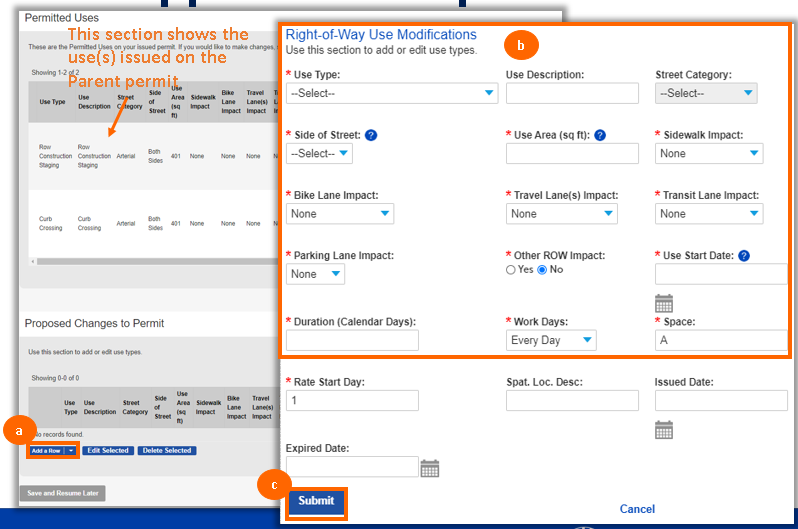 Permitted Uses
These are the Permitted Uses on your issued permit. If you would like to make changes,
This section shows the
use(s) issued on the
Parent permit
Showing 1-2 of 2
Use Type
Use Description
Street Category
Side of Street
Use Area (sq ft)
Sidewalk Impact
Bike Lane Impact
Travel Lane(s) Impact
Row Construction Staging
Row Construction Staging
Arterial
Both Sides
401
None
None
None
Curb Crossing
Curb Crossing
Arterial
Both Sides
401
None
None
None
Proposed Changes to Permit
Use this section to add or edit use types.
Showing 0-0 of 0
Use Type
Use Description
Street Category
Side of Street
Use Area (sq ft)
Sidewalk Impact
Bike Lane Impact
Travel Lane(s) Impact
a
No records found.
Add a Row
Edit Selected
Delete Selected
Save and Resume Later
Right-of-Way Use Modifications
Use this section to add or edit use types.
b
* Use Type:
Use Description:
Street Category:
--Select--
--Select--
* Side of Street: ?
* Use Area (sq ft): ?
* Sidewalk Impact:
--Select--
None
* Bike Lane Impact:
* Travel Lane(s) Impact:
* Transit Lane Impact:
None
None
None
* Parking Lane Impact:
* Other ROW Impact:
* Use Start Date: ?
None
Yes No
* Duration (Calendar Days):
* Work Days:
* Space:
Every Day
A
* Rate Start Day:
Spat. Loc. Desc:
Issued Date:
1
Expired Date:
c
Submit
Cancel